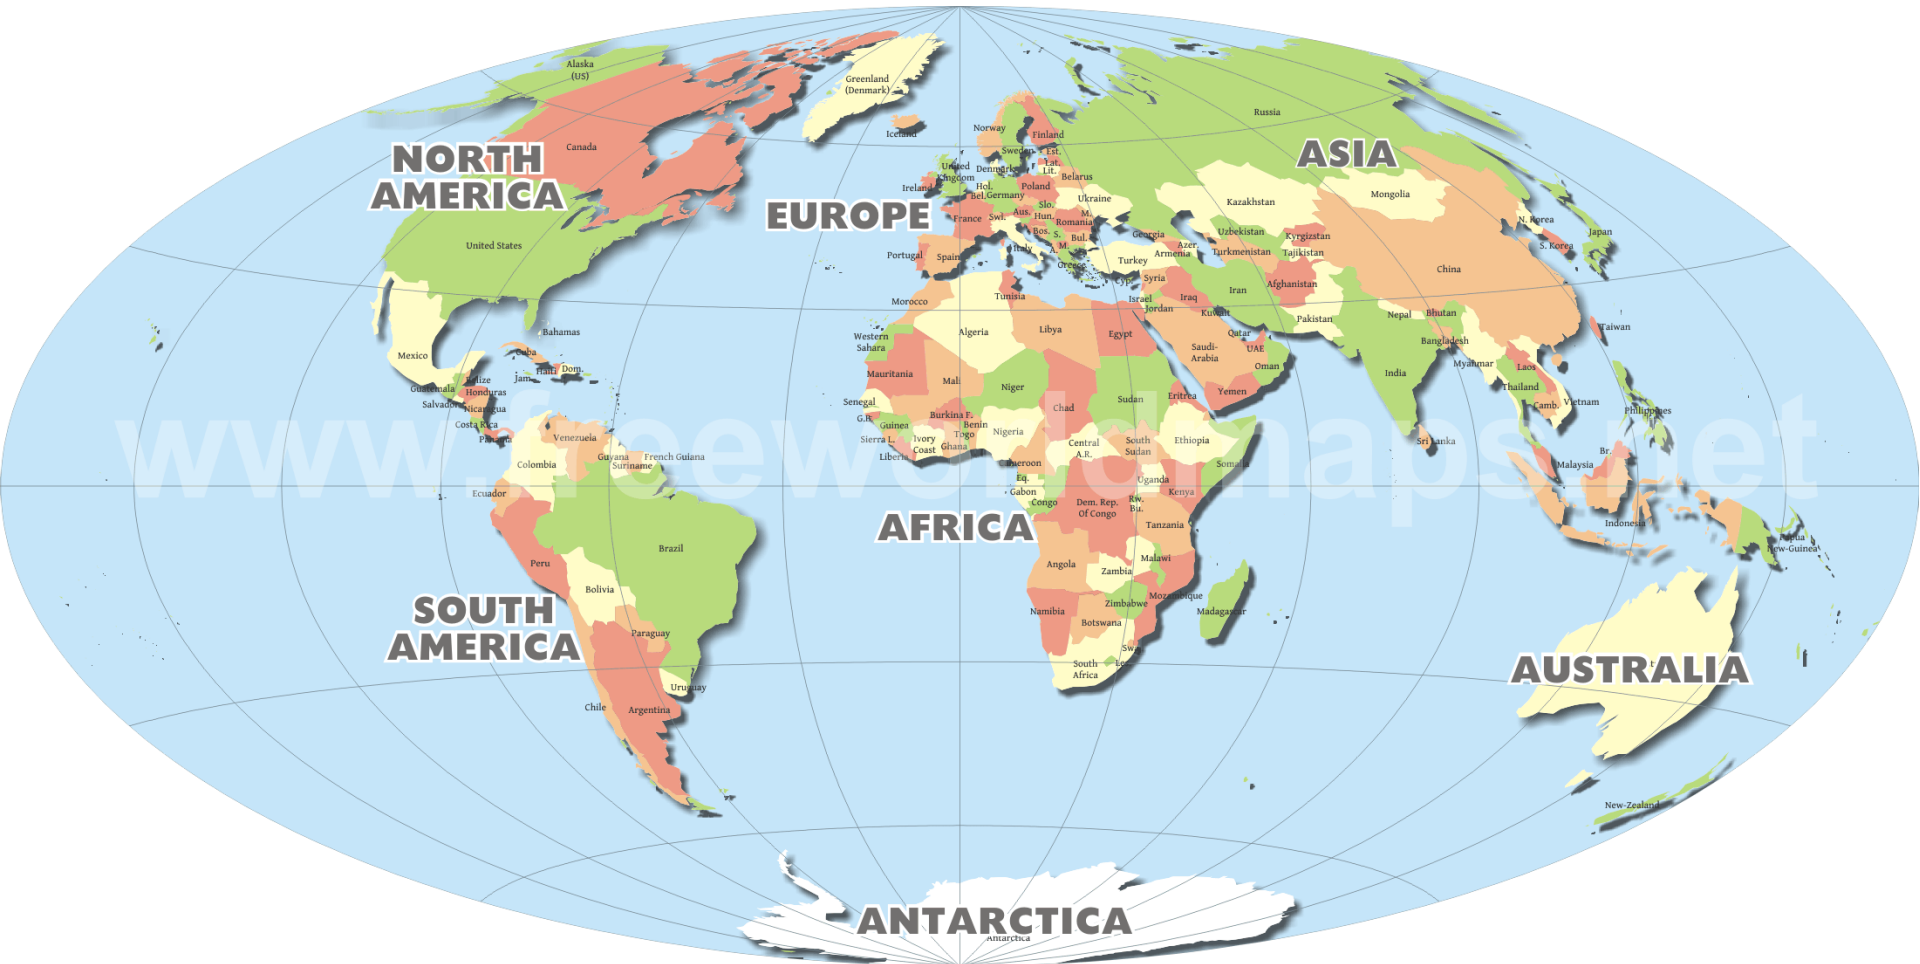 Alaska
(US)
Greenland
(Denmark)
Iceland
Canada
NORTH
AMERICA
United States
Mexico
Bahamas
Cuba
Haiti
Dom.
Jam.
Belize
Guatemala
Honduras
Salvador
Nicaragua
Costa Rica
Panama
Venezuela
Colombia
Guyana
Suriname
French Guiana
Ecuador
Peru
Brazil
Bolivia
SOUTH
AMERICA
Paraguay
Uruguay
Chile
Argentina
EUROPE
Norway
Sweden
Finland
Est.
Lat.
Lit.
Denmark
United
Kingdom
Ireland
Hol.
Bel.
Germany
Poland
Belarus
Ukraine
France
Swi.
Aus.
Slo.
Hun.
M.
Romania
Bos.
S.
Bul.
M.
A.
Italy
Greece
Portugal
Spain
ASIA
Russia
Kazakhstan
Mongolia
Uzbekistan
Kyrgizstan
Tajikistan
Turkmenistan
Georgia
Azer.
Armenia
Turkey
Cypr.
Syria
Israel
Jordan
Iraq
Iran
Kuwait
Afghanistan
Pakistan
Qatar
UAE
Oman
Saudi-
Arabia
Yemen
China
N. Korea
S. Korea
Japan
Taiwan
Nepal
Bhutan
Bangladesh
India
Myanmar
Laos
Thailand
Camb.
Vietnam
Philippines
Sri Lanka
Malaysia
Br.
Indonesia
Papua
New-Guinea
AFRICA
Morocco
Tunisia
Algeria
Libya
Egypt
Western
Sahara
Mauritania
Mali
Niger
Chad
Sudan
Eritrea
Senegal
G.B.
Guinea
Sierra L.
Liberia
Ivory
Coast
Burkina F.
Ghana
Togo
Benin
Nigeria
Cameroon
Central
A.R.
South
Sudan
Ethiopia
Somalia
Eq.
Gabon
Congo
Dem. Rep.
Of Congo
Uganda
Kenya
Rw.
Bu.
Tanzania
Angola
Zambia
Malawi
Mozambique
Zimbabwe
Namibia
Botswana
Madagascar
Sw.
Le.
South
Africa
AUSTRALIA
New-Zealand
ANTARCTICA
Antarctica
www.freeworldmaps.net